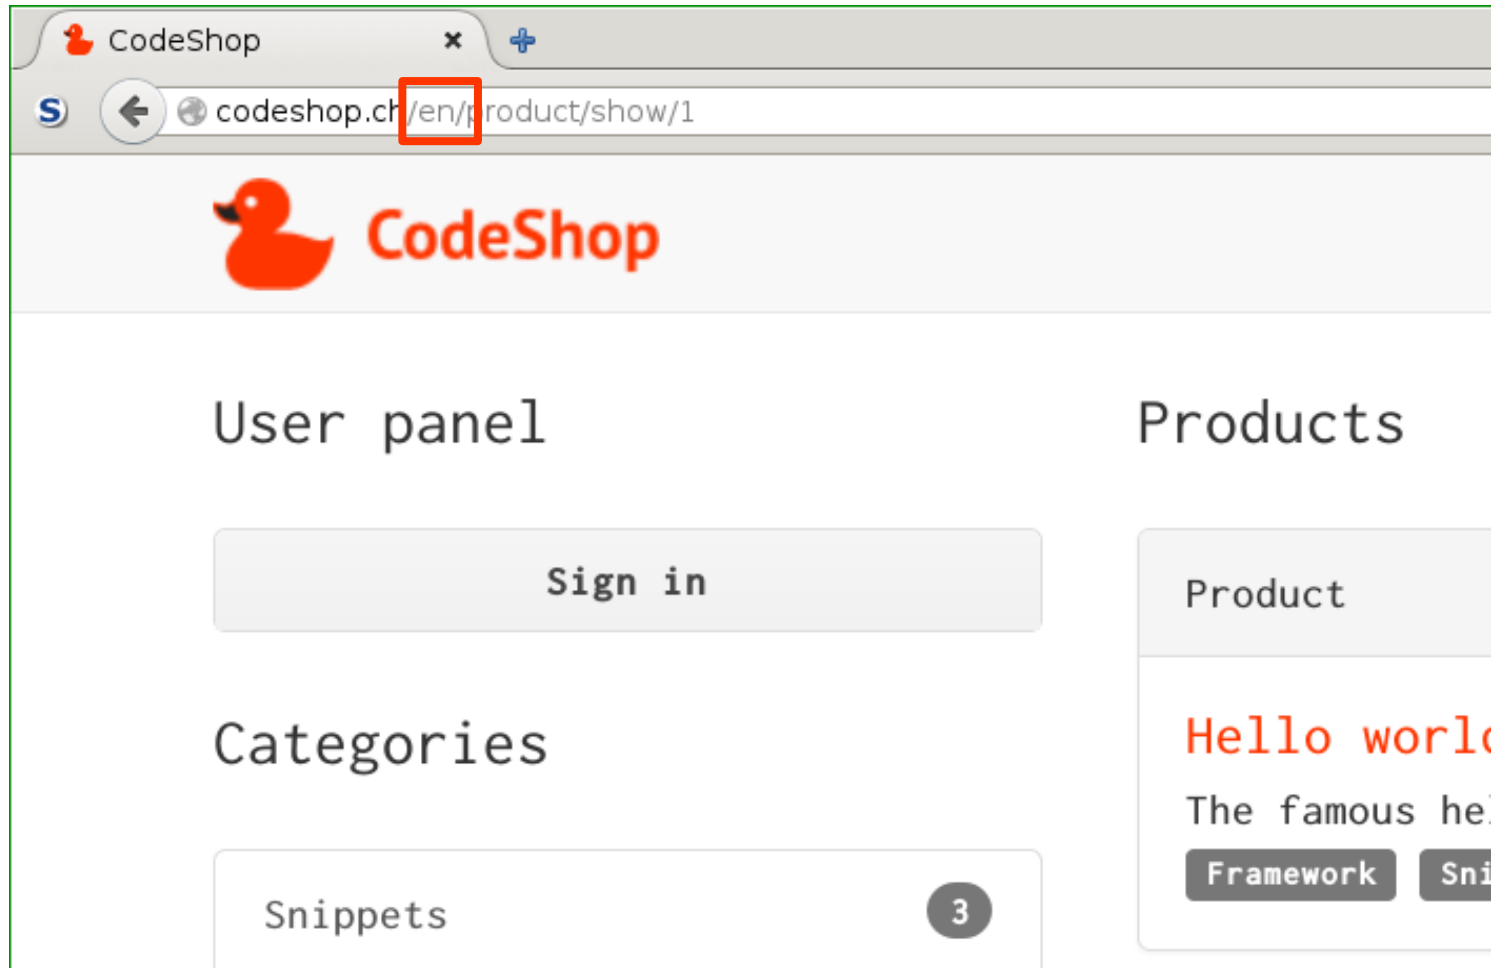 CodeShop
S
codeshop.ch/en/product/show/1
CodeShop
User panel
Sign in
Categories
Snippets 3
Products
Product
Hello
The famous
Framework